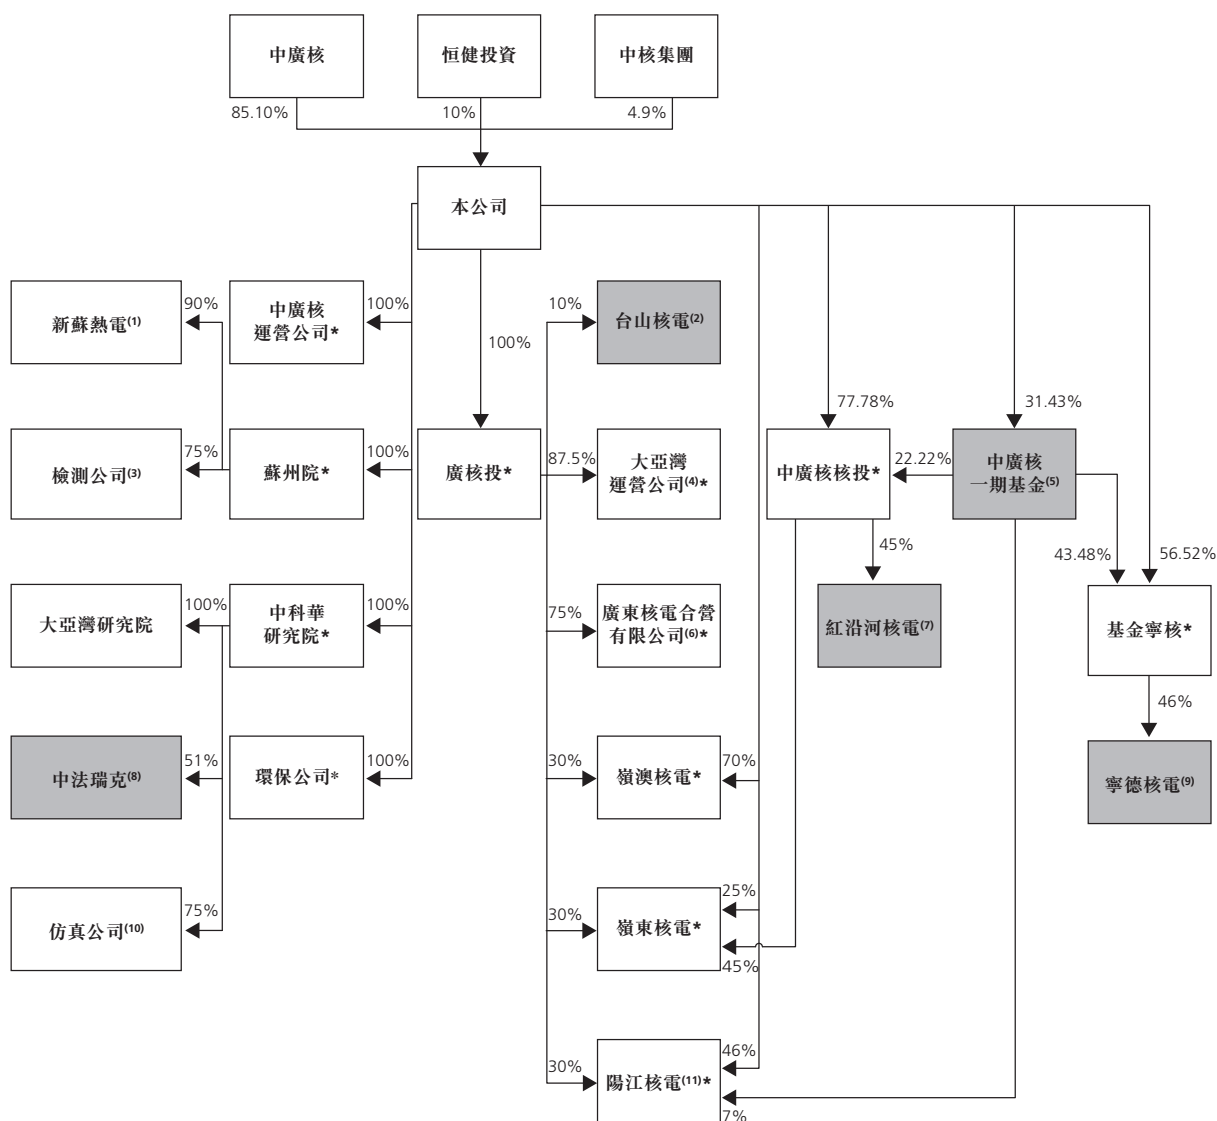 中廣核
恒健投資
中核集團
85.10%
10%
4.9%
本公司
新蘇熱電(1)
90%
中廣核
運營公司*
100%
100%
10%
台山核電(2)
77.78%
31.43%
檢測公司(3)
75%
蘇州院*
100%
廣核投*
87.5%
大亞灣
運營公司(4)*
中廣核核投*
22.22%
中廣核
一期基金(5)
45%
43.48%
56.52%
大亞灣研究院
100%
中科華
研究院*
100%
75%
廣東核電合營
有限公司(6)*
紅沿河核電(7)
基金寧核*
46%
中法瑞克(8)
51%
環保公司*
100%
30%
嶺澳核電*
70%
寧德核電(9)
仿真公司(10)
75%
30%
嶺東核電*
25%
45%
30%
陽江核電(11)*
46%
7%